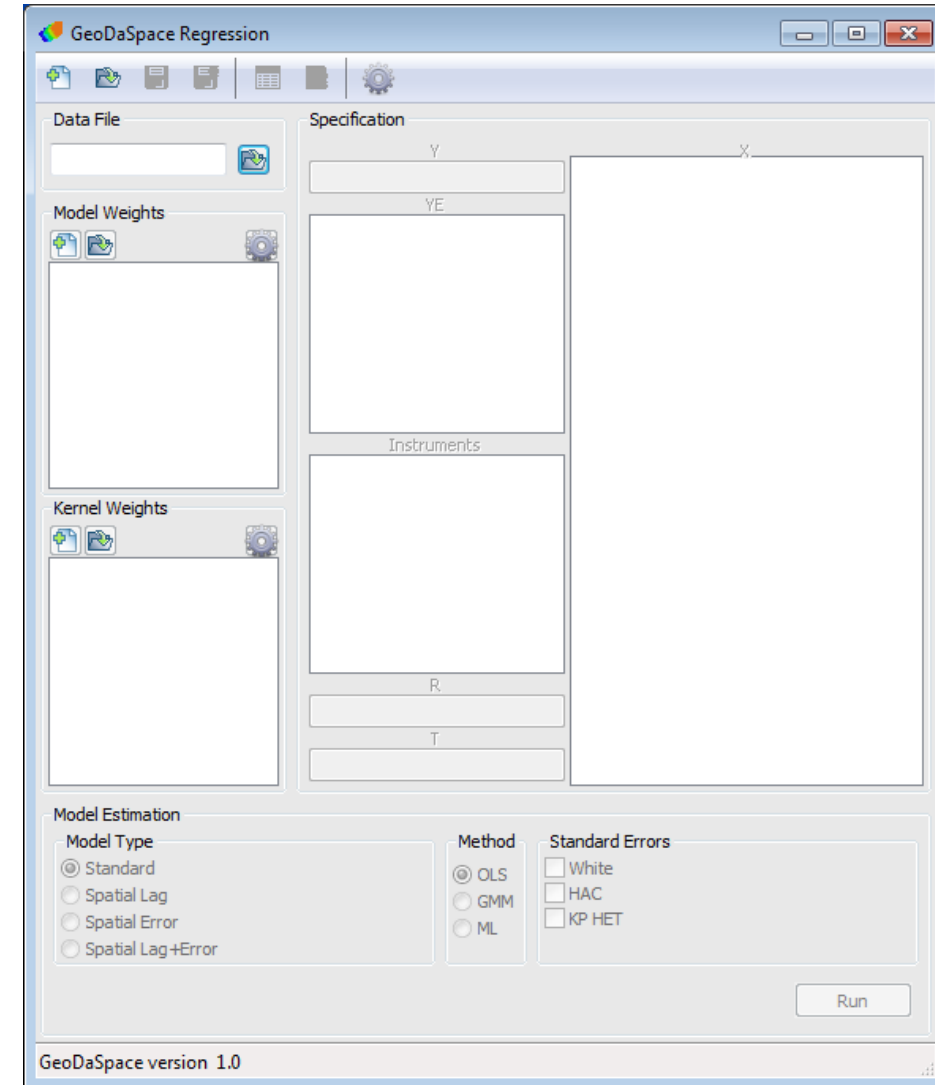 GeoDaSpace Regression
Data File
Specification
Y
X
YE
Model Weights
Instruments
Kernel Weights
R
T
Model Estimation
Model Type
Method
Standard Errors
Standard
OLS
White
Spatial Lag
GMM
HAC
Spatial Error
ML
KP HET
Spatial Lag+Error
Run
GeoDaSpace version 1.0